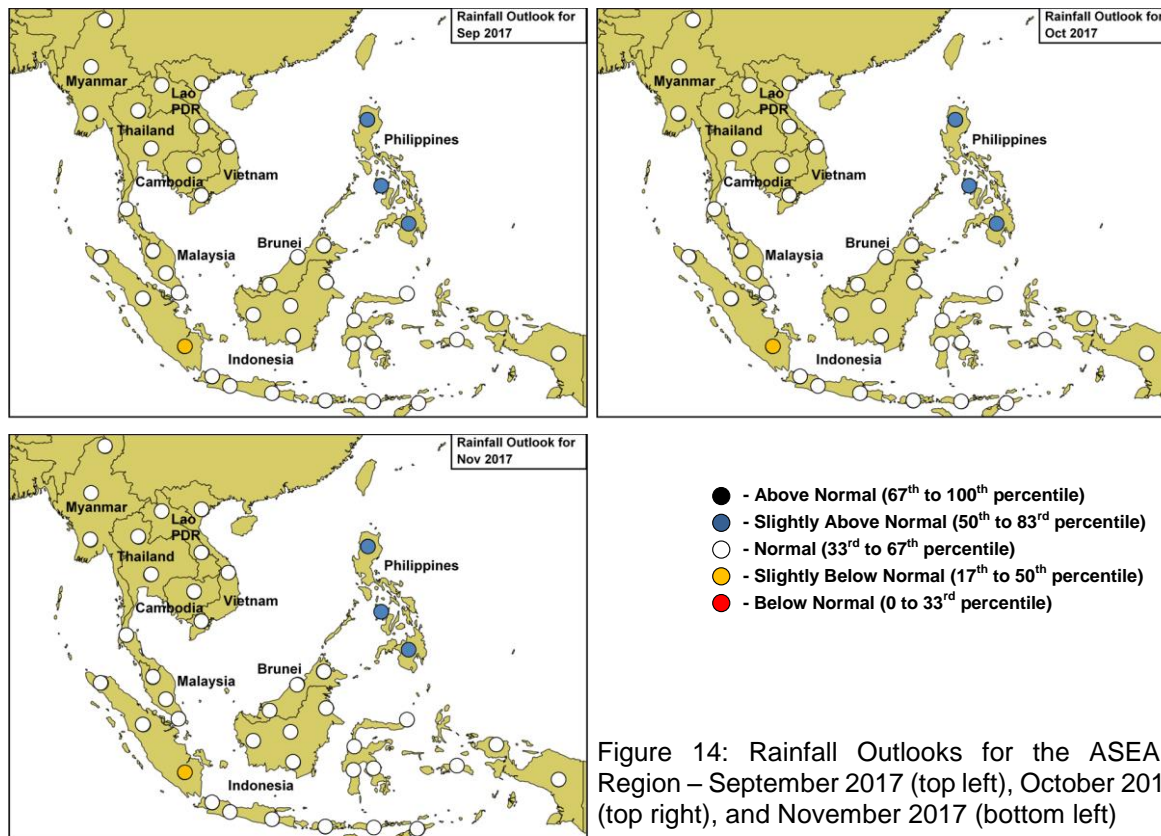 Rainfall Outlook for
Sep 2017
Myanmar
Lao
PDR
Thailand
Philippines
Cambodia
Vietnam
Brunei
Malaysia
Indonesia
Rainfall Outlook for
Oct 2017
Myanmar
Lao
PDR
Thailand
Philippines
Cambodia
Vietnam
Brunei
Malaysia
Indonesia
Rainfall Outlook for
Nov 2017
Myanmar
Lao
PDR
Thailand
Philippines
Cambodia
Vietnam
Brunei
Malaysia
Indonesia
- Above Normal (67th to 100th percentile)
- Slightly Above Normal (50th to 83rd percentile)
- Normal (33rd to 67th percentile)
- Slightly Below Normal (17th to 50th percentile)
- Below Normal (0 to 33rd percentile)
Figure 14: Rainfall Outlooks for the ASEA
Region – September 2017 (top left), October 201
(top right), and November 2017 (bottom left)